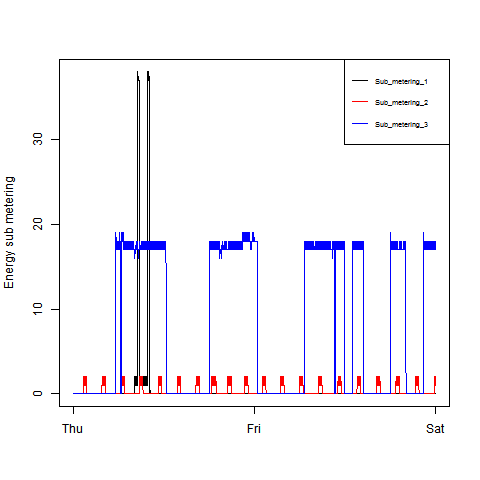 Sub_metering_1
Sub_metering_2
Sub_metering_3
Energy sub metering
30
20
10
0
Thu
Fri
Sat